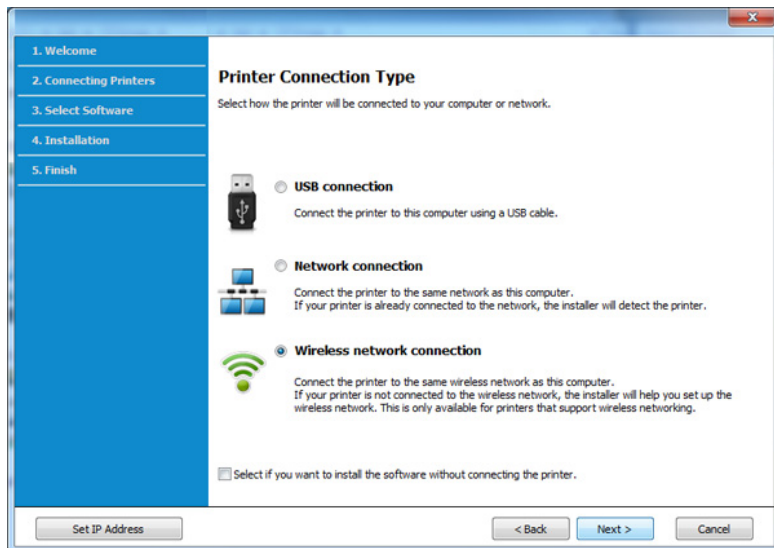 1. Welcome
2. Connecting Printers
3. Select Software
4. Installation
5. Finish
Printer Connection Type
Select how the printer will be connected to your computer or network.
USB connection
Connect the printer to this computer using a USB cable.
Network connection
Connect the printer to the same network as this computer.
If your printer is already connected to the network, the installer will detect the printer.
Wireless network connection
Connect the printer to the same wireless network as this computer.
If your printer is not connected to the wireless network, the installer will help you set up the
wireless network. This is only available for printers that support wireless networking.
Select if you want to install the software without connecting the printer.
Set IP Address
< Back
Next >
Cancel